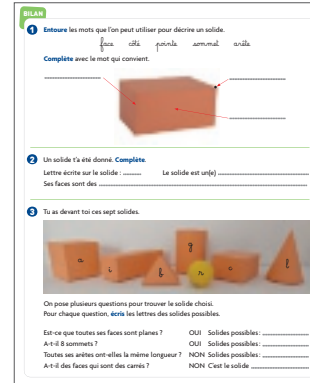 BILAN
1 Entoure les mots que l'on peut utiliser pour décrire un solide.
face côté pointe sommet arête
Complète avec le mot qui convient.
2 Un solide t'a été donné. Complète.
Lettre écrite sur le solide : .......... Le solide est un(e) ..........
Ses faces sont des ..........
3 Tu as devant toi ces sept solides.
On pose plusieurs questions pour trouver le solide choisi.
Pour chaque question, écris les lettres des solides possibles.
Est-ce que toutes ses faces sont planes ? OUI Solides possibles : ..........
A-t-il 8 sommets ? OUI Solides possibles : ..........
Toutes ses arêtes ont-elles la même longueur ? NON Solides possibles : ..........
A-t-il des faces qui sont des carrés ? NON C'est le solide ..........